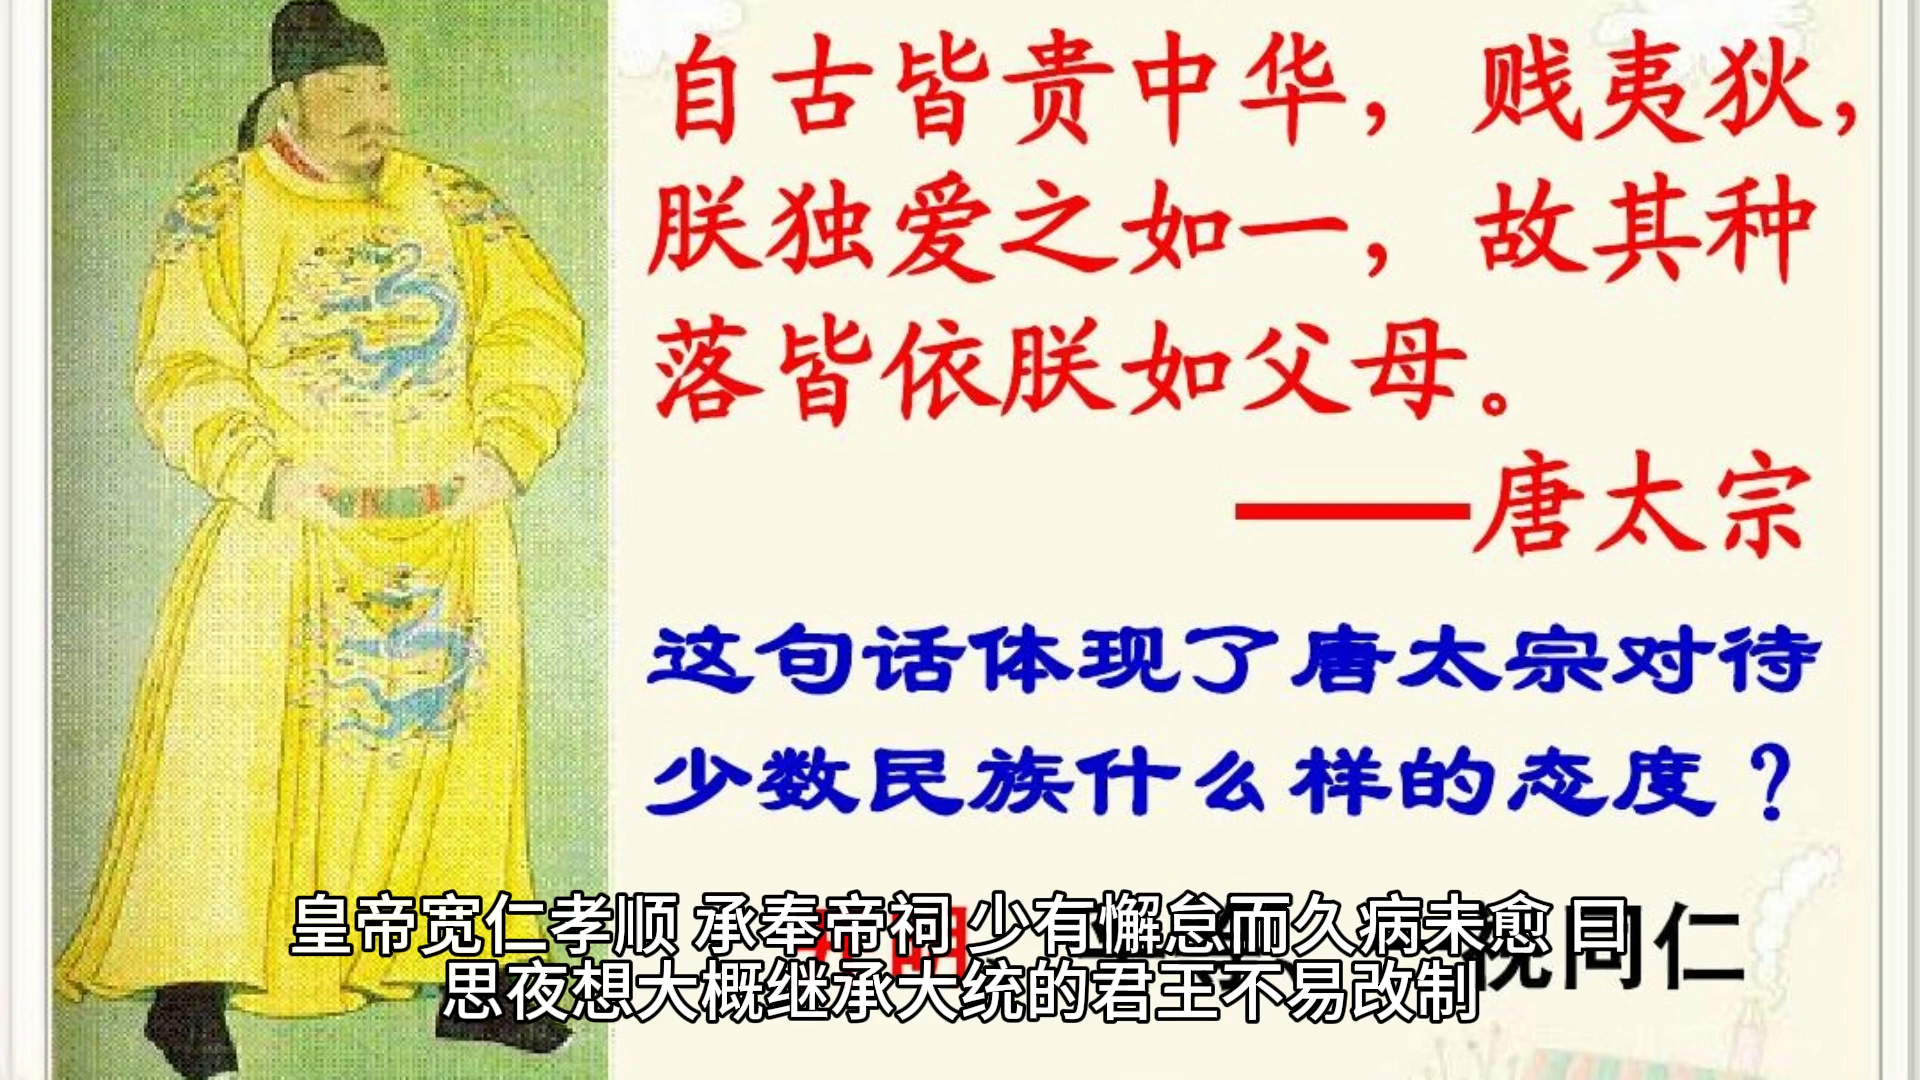 自古皆贵中华，贱夷狄，
朕独爱之如一，故其种
落皆依朕如父母。
——唐太宗
这句话体现了唐太宗对待
少数民族什么样的态度？
视同仁
皇帝宽仁孝顺 承奉帝祠 少有懈怠而久病未愈 曰
思夜想大概继承大统的君王不易改制